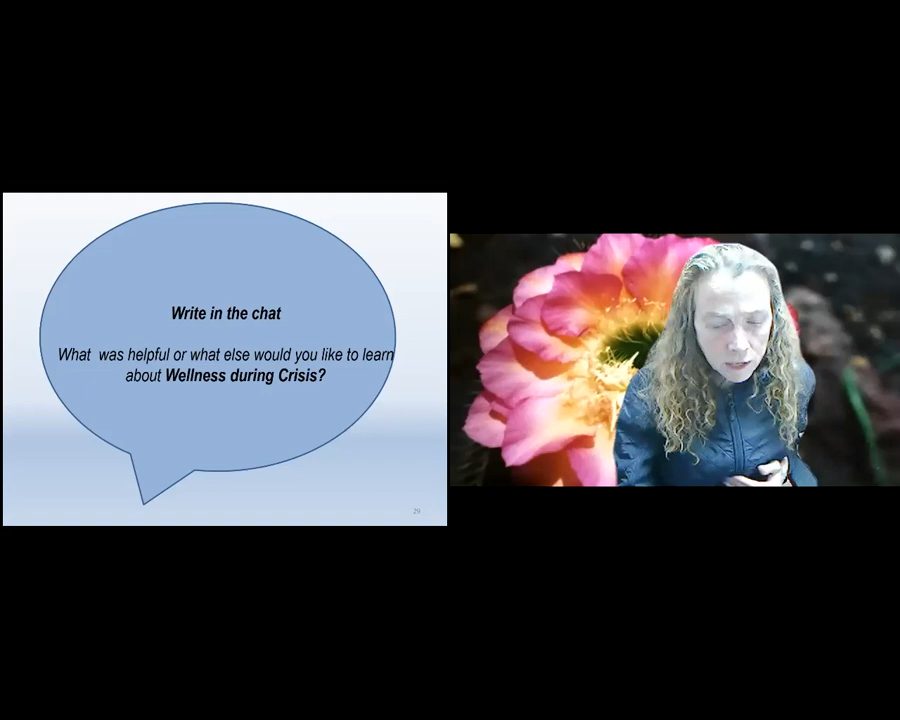 Write in the chat
What was helpful or what else would you like to learn
about Wellness during Crisis?
29